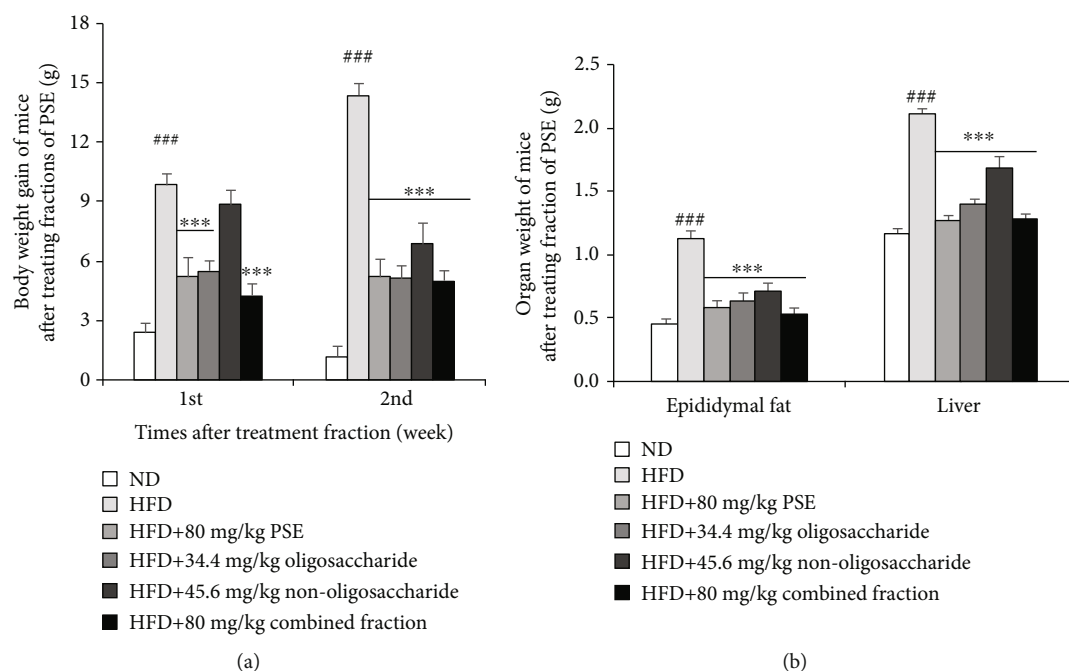 Body weight gain of mice
after treating fractions of PSE (g)
18
15
12
9
6
3
0
###
***
***
###
***
1st
2nd
Times after treatment fraction (week)
ND
HFD
HFD+80 mg/kg PSE
HFD+34.4 mg/kg oligosaccharide
HFD+45.6 mg/kg non-oligosaccharide
HFD+80 mg/kg combined fraction
(a)
Organ weight of mice
after treating fraction of PSE (g)
2.5
2.0
1.5
1.0
0.5
0.0
###
***
###
***
Epididymal fat
Liver
ND
HFD
HFD+80 mg/kg PSE
HFD+34.4 mg/kg oligosaccharide
HFD+45.6 mg/kg non-oligosaccharide
HFD+80 mg/kg combined fraction
(b)